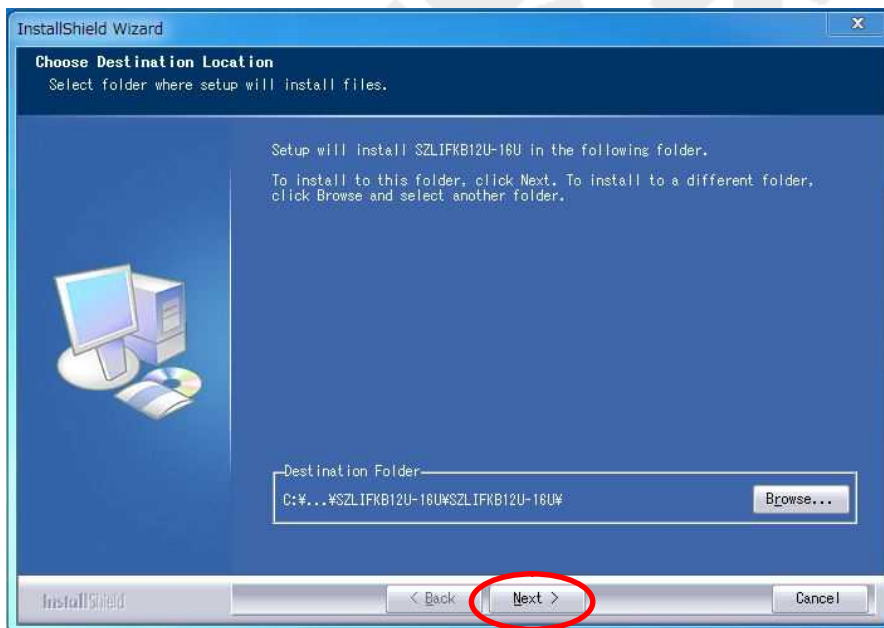 InstallShield Wizard
X
Choose Destination Location
Select folder where setup will install files.
Setup will install SZLIFKB12U-16U in the following folder.
To install to this folder, click Next. To install to a different folder,
click Browse and select another folder.
Destination Folder
C:¥...¥SZLIFKB12U-16U¥SZLIFKB12U-16U¥
Browse...
InstallShield
< Back
Next >
Cancel